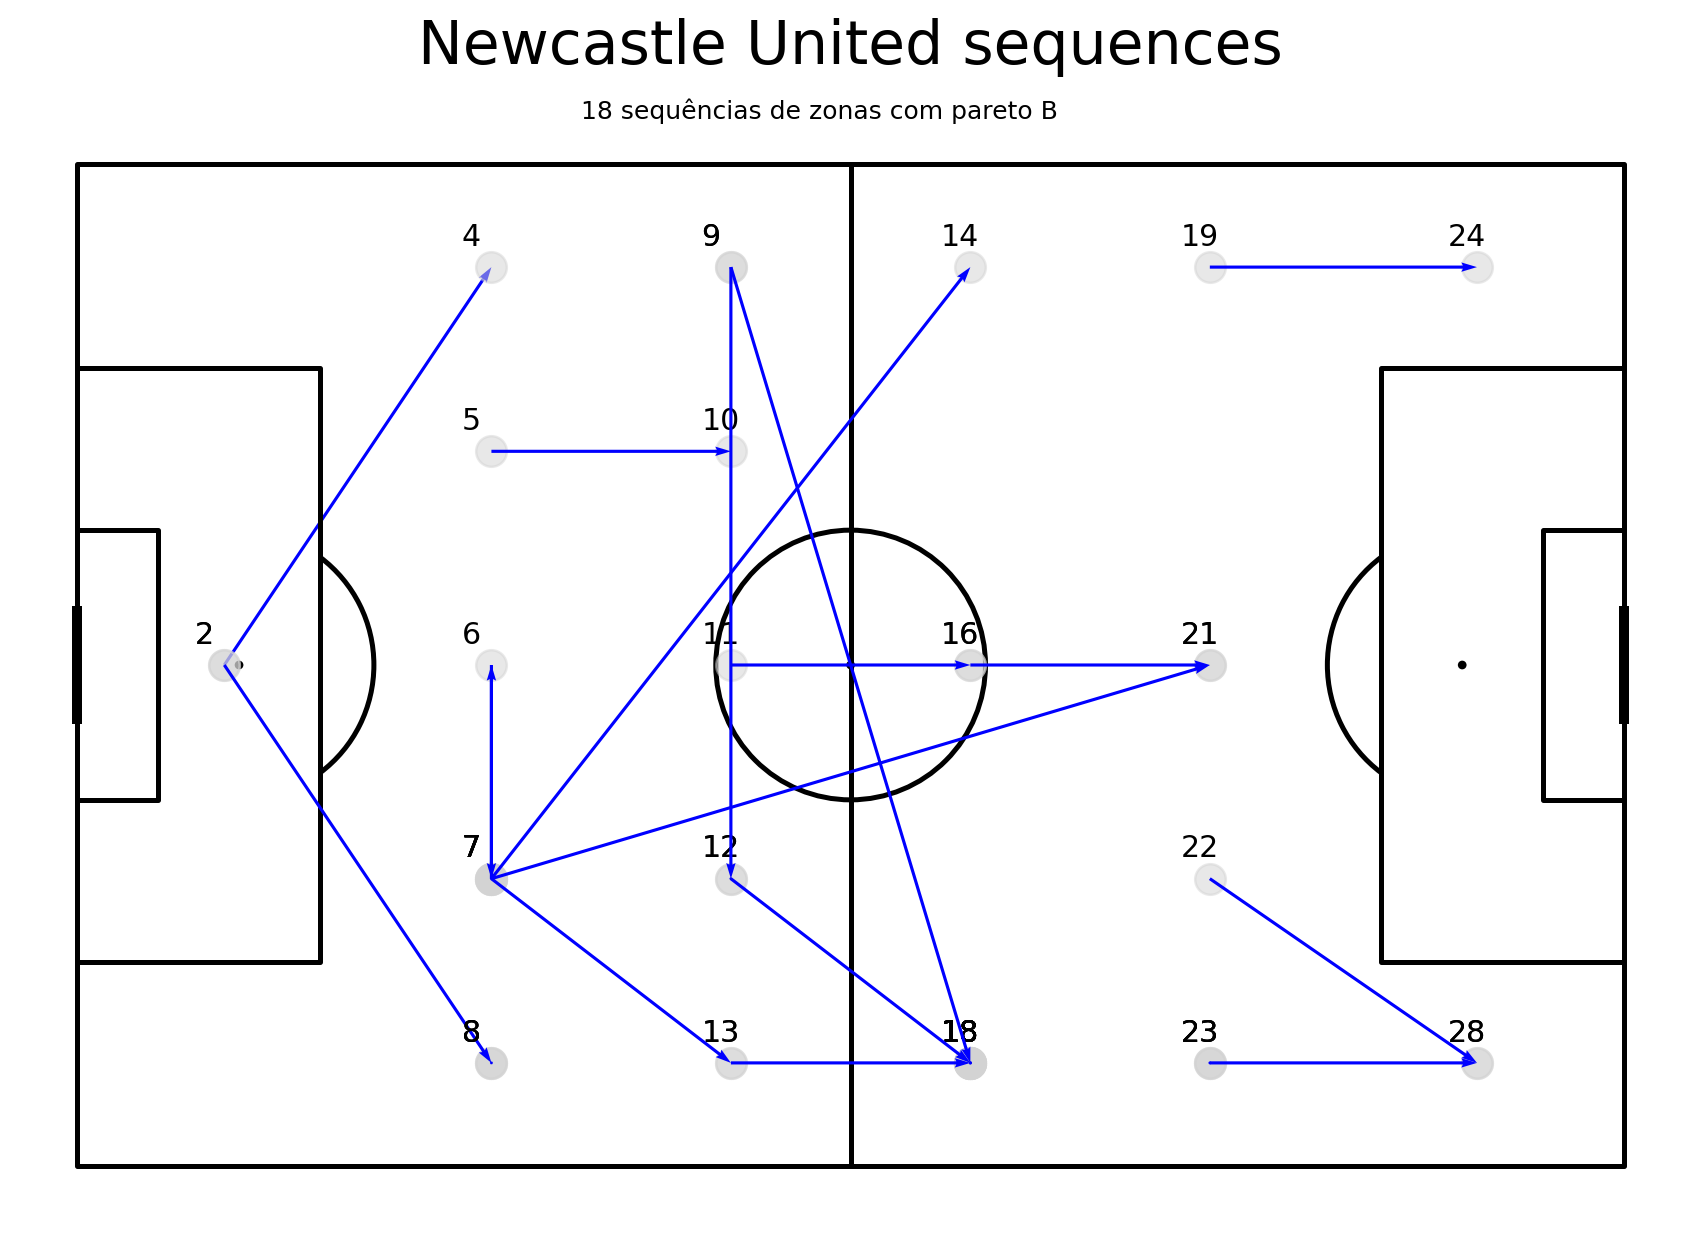 Newcastle United sequences
18 sequências de zonas com pareto B
4 9 14 19 24
5 10
2 6 11 16 21
7 12 22
8 13 18 23 28